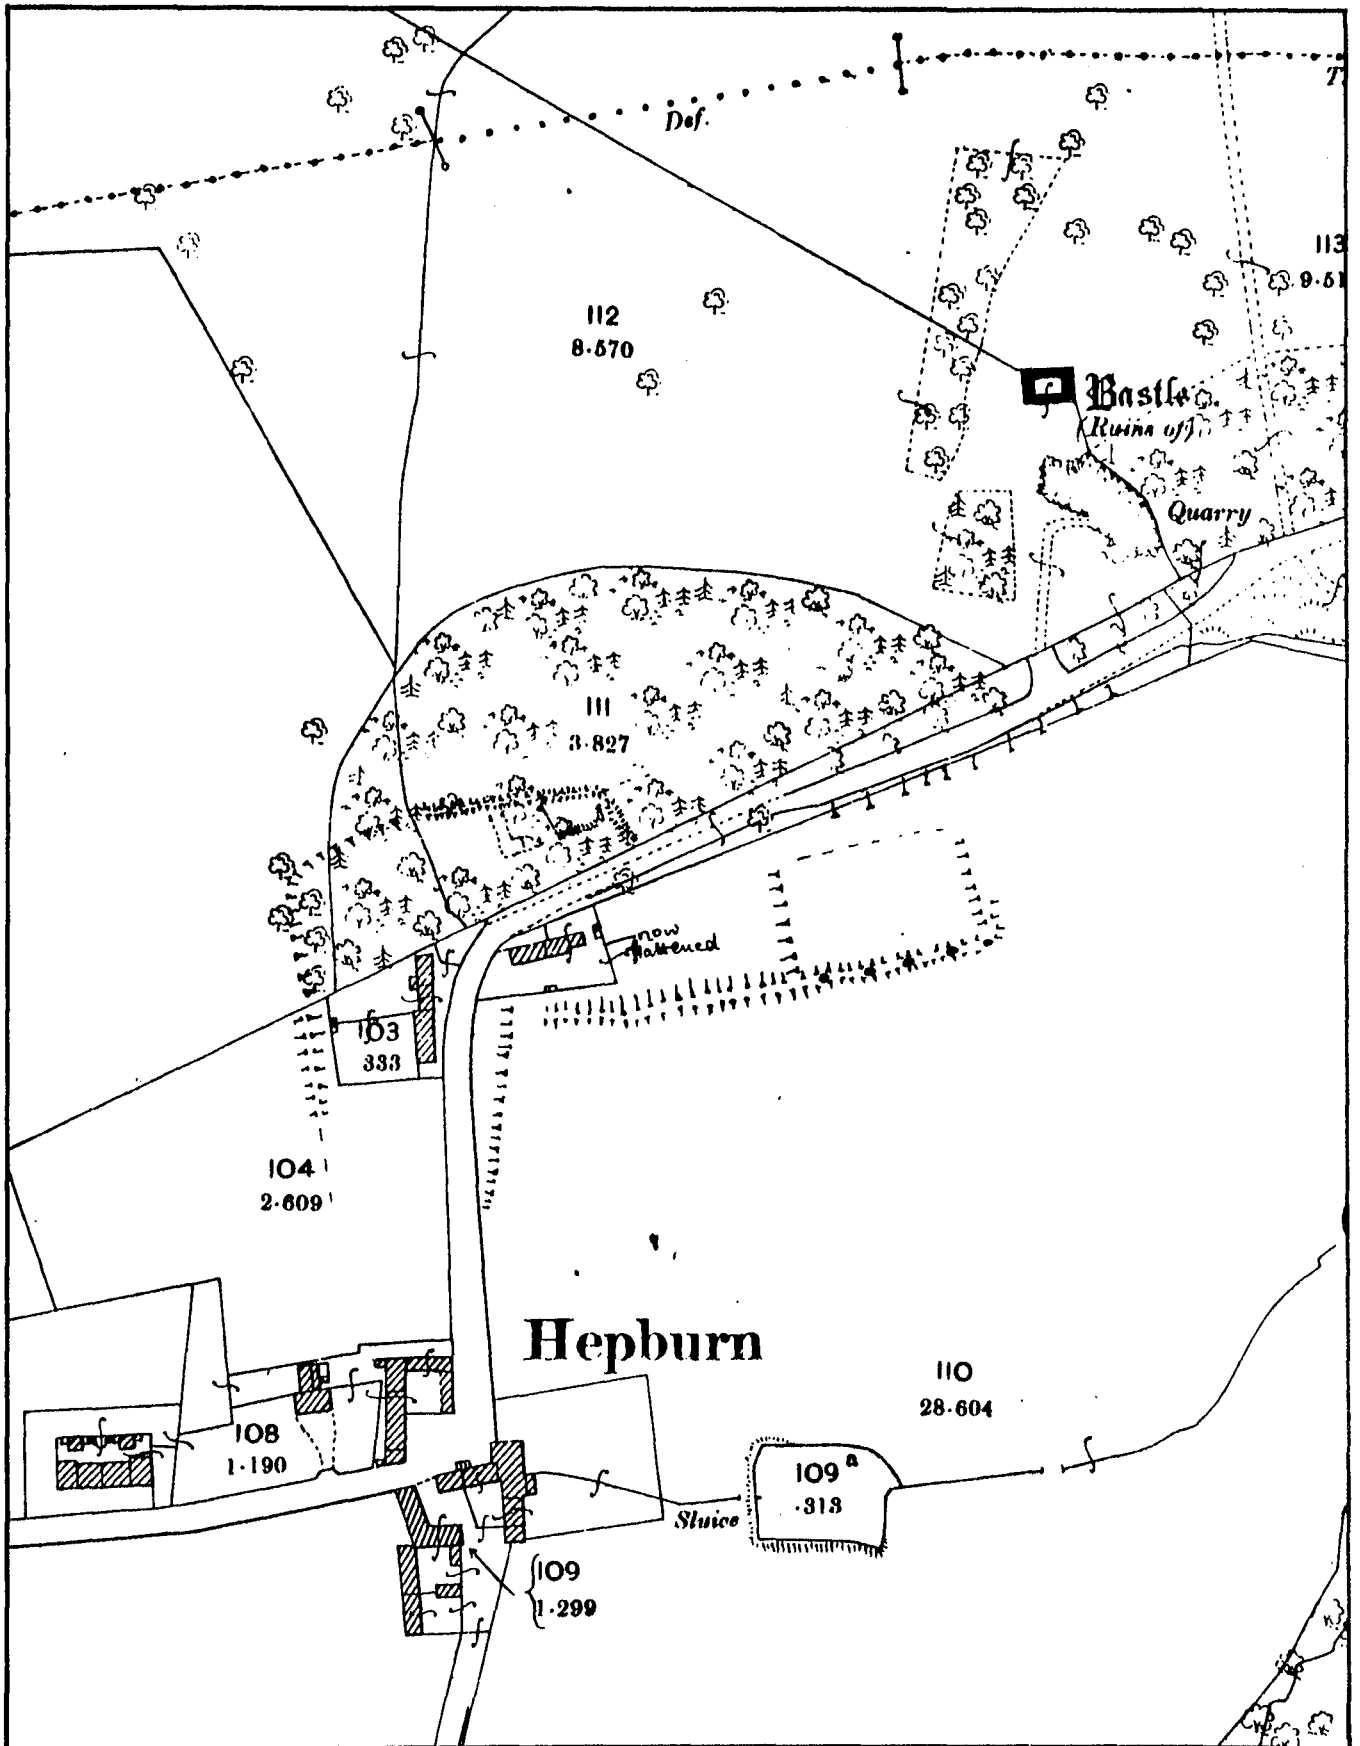 Def.
T
113
9·51
112
8·570
Bastle
(Ruins of)
Quarry
111
3·827
now
flattened
103
333
104
2·609
Hepburn
110
28·604
108
1·190
109ᵃ
·313
Sluice
109
1·299